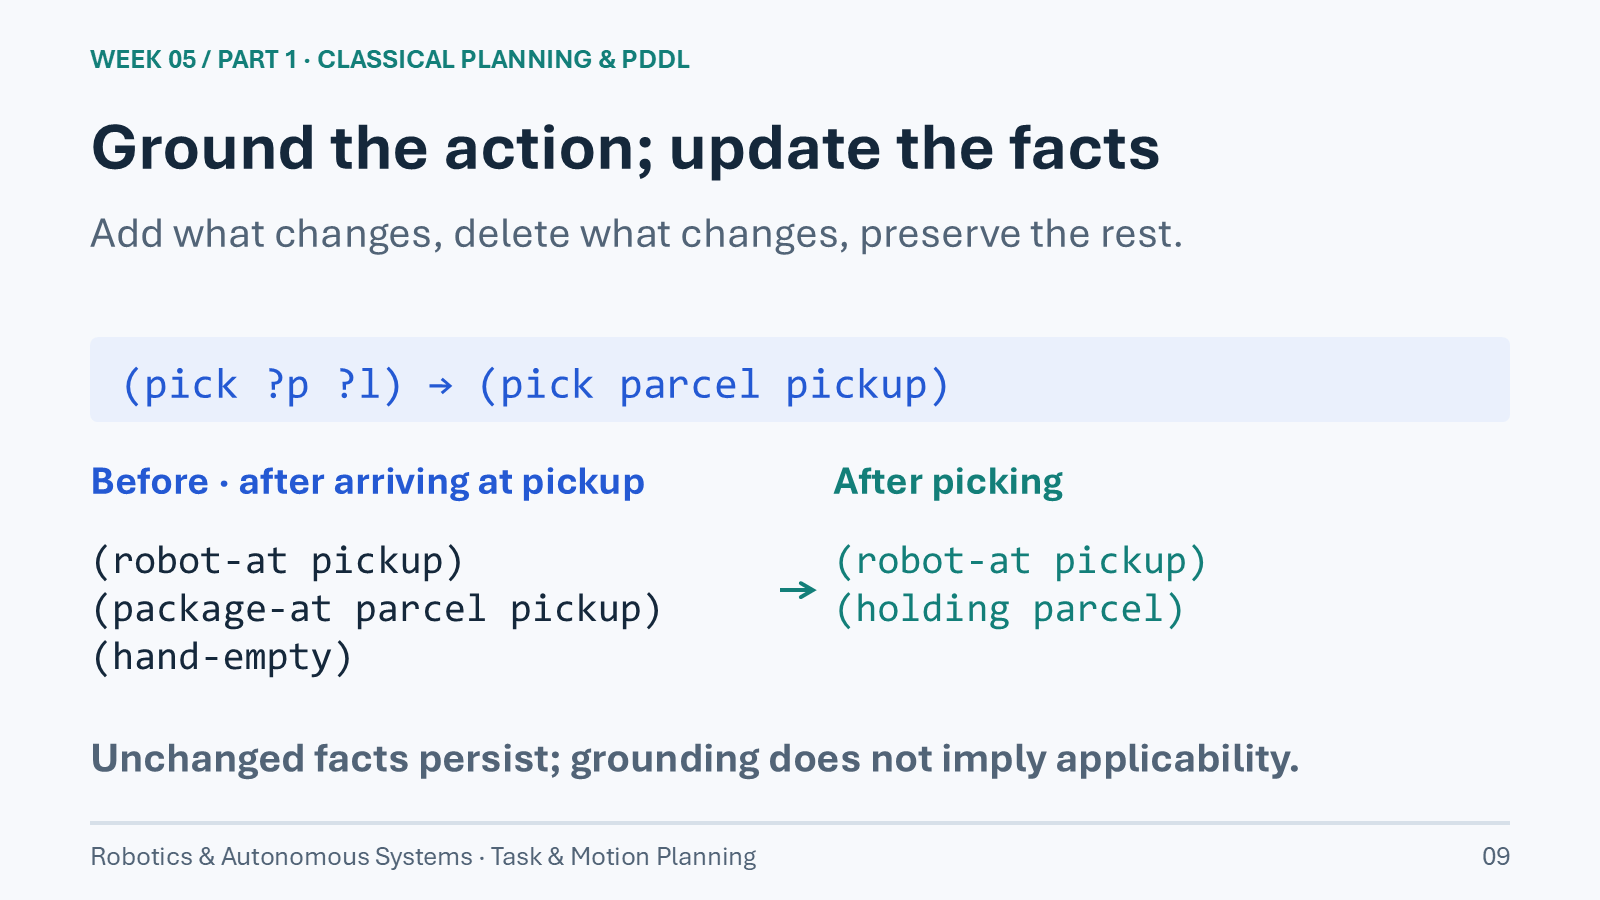 WEEK 05 / PART 1 · CLASSICAL PLANNING & PDDL
Ground the action; update the facts
Add what changes, delete what changes, preserve the rest.
(pick ?p ?l) → (pick parcel pickup)
Before · after arriving at pickup
(robot-at pickup)
(package-at parcel pickup)
(hand-empty)
→
After picking
(robot-at pickup)
(holding parcel)
Unchanged facts persist; grounding does not imply applicability.
Robotics & Autonomous Systems · Task & Motion Planning
09